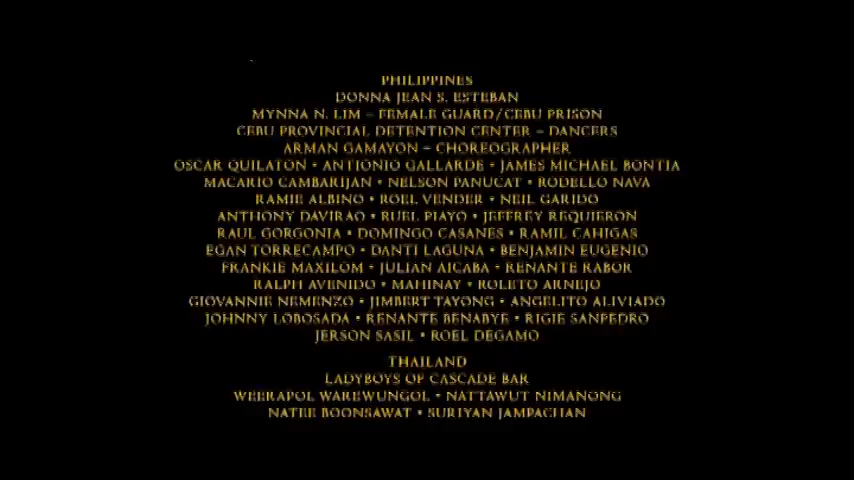 PHILIPPINES
DONNA JEAN S. ESTEBAN
MYNNA N. LIM – FEMALE GUARD/CEBU PRISON
CEBU PROVINCIAL DETENTION CENTER – DANCERS
ARMAN GAMAYON – CHOREOGRAPHER
OSCAR QUILATON • ANTIONIO GALLARDE • JAMES MICHAEL BONTIA
MACARIO CAMBARIJAN • NELSON PANUCAT • RODELLO NAVA
RAMIE ALBINO • ROEL VENDER • NEIL GARIDO
ANTHONY DAVIRAO • RUEL PIAYO • JEFFREY REQUIERON
RAUL GORGONIA • DOMINGO CASANES • RAMIL CAHIGAS
EGAN TORRECAMPO • DANTI LAGUNA • BENJAMIN EUGENIO
FRANKIE MAXILOM • JULIAN AICABA • RENANTE RABOR
RALPH AVENIDO • MAHINAY • ROLETO ARNEJO
GIOVANNIE NEMENZO • JIMBERT TAYONG • ANGELITO ALIVIADO
JOHNNY LOBOSADA • RENANTE BENABYE • RIGIE SANPEDRO
JERSON SASIL • ROEL DEGAMO
THAILAND
LADYBOYS OF CASCADE BAR
WEERAPOL WAREWUNGOL • NATTAWUT NIMANONG
NATEE BOONSAWAT • SURIYAN JAMPACHAN